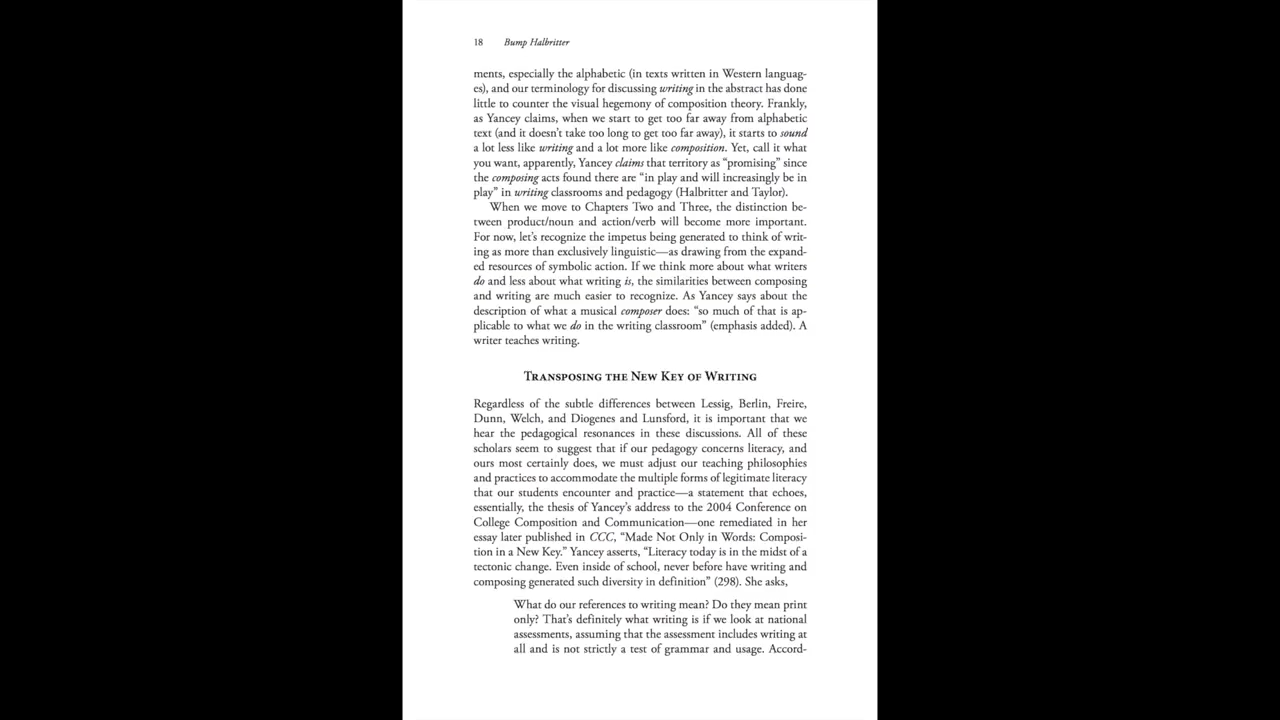 18 Bump Halbritter
ments, especially the alphabetic (in texts written in Western languag-
es), and our terminology for discussing writing in the abstract has done
little to counter the visual hegemony of composition theory. Frankly,
as Yancey claims, when we start to get too far away from alphabetic
text (and it doesn't take too long to get too far away), it starts to sound
a lot less like writing and a lot more like composition. Yet, call it what
you want, apparently, Yancey claims that territory as “promising” since
the composing acts found there are “in play and will increasingly be in
play” in writing classrooms and pedagogy (Halbritter and Taylor).
When we move to Chapters Two and Three, the distinction be-
tween product/noun and action/verb will become more important.
For now, let's recognize the impetus being generated to think of writ-
ing as more than exclusively linguistic—as drawing from the expand-
ed resources of symbolic action. If we think more about what writers
do and less about what writing is, the similarities between composing
and writing are much easier to recognize. As Yancey says about the
description of what a musical composer does: “so much of that is ap-
plicable to what we do in the writing classroom” (emphasis added). A
writer teaches writing.
Transposing the New Key of Writing
Regardless of the subtle differences between Lessig, Berlin, Freire,
Dunn, Welch, and Diogenes and Lunsford, it is important that we
hear the pedagogical resonances in these discussions. All of these
scholars seem to suggest that if our pedagogy concerns literacy, and
ours most certainly does, we must adjust our teaching philosophies
and practices to accommodate the multiple forms of legitimate literacy
that our students encounter and practice—a statement that echoes,
essentially, the thesis of Yancey's address to the 2004 Conference on
College Composition and Communication—one remediated in her
essay later published in CCC, “Made Not Only in Words: Composi-
tion in a New Key.” Yancey asserts, “Literacy today is in the midst of a
tectonic change. Even inside of school, never before have writing and
composing generated such diversity in definition” (298). She asks,
What do our references to writing mean? Do they mean print
only? That's definitely what writing is if we look at national
assessments, assuming that the assessment includes writing at
all and is not strictly a test of grammar and usage. Accord-